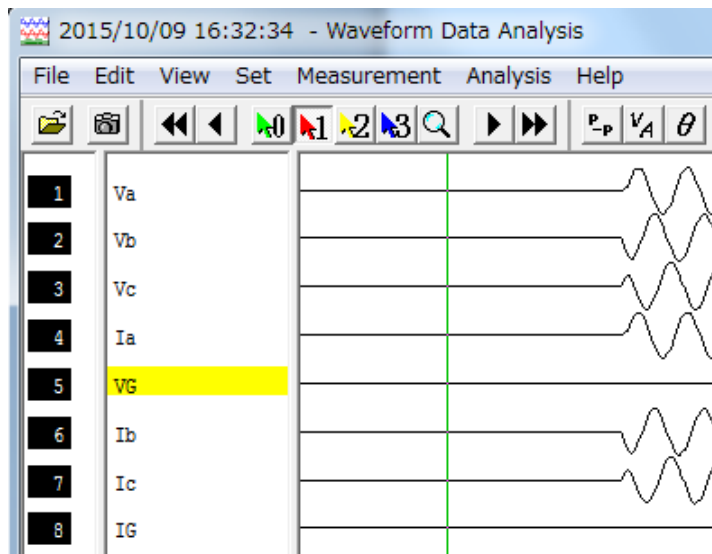 2015/10/09 16:32:34 - Waveform Data Analysis
File Edit View Set Measurement Analysis Help
0 1 2 3 P-P V/A θ
1 Va
2 Vb
3 Vc
4 Ia
5 VG
6 Ib
7 Ic
8 IG